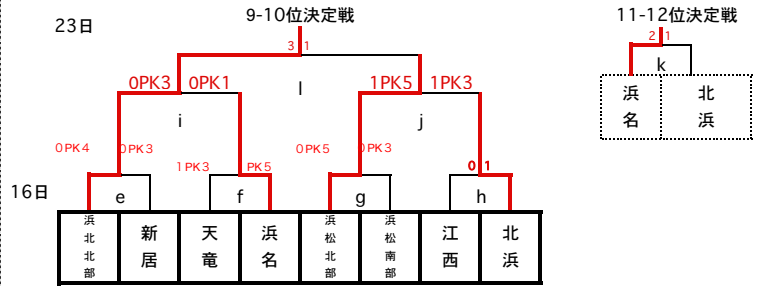 9-10位決定戦
11-12位決定戦
23日
3 1
2 1
k
浜名
北浜
0PK3 0PK1
l
1PK5 1PK3
i
j
0PK4 0PK3
1PK3 PK5
0PK5 0PK3
0 1
16日
e
f
g
h
浜北北部
新居
天竜
浜名
浜松北部
浜松南部
江西
北浜